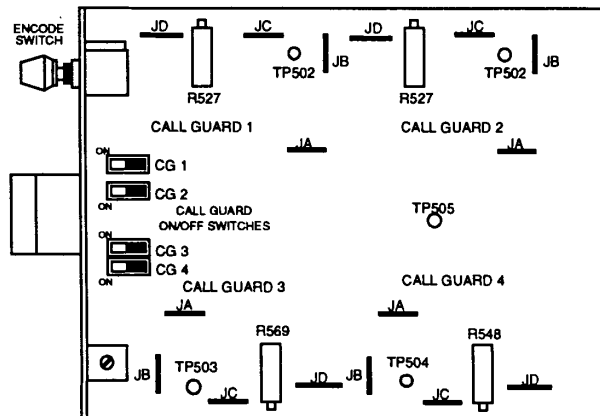 ENCODE
SWITCH
JD
JC
JD
JC
JB
JB
TP502
TP502
R527
R527
CALL GUARD 1
CALL GUARD 2
JA
JA
ON
CG 1
CG 2
ON
CALL GUARD
ON/OFF SWITCHES
TP505
ON
CG 3
CG 4
ON
CALL GUARD 3
CALL GUARD 4
JA
JA
R569
R548
JB
TP503
JC
JD
JB
TP504
JC
JD